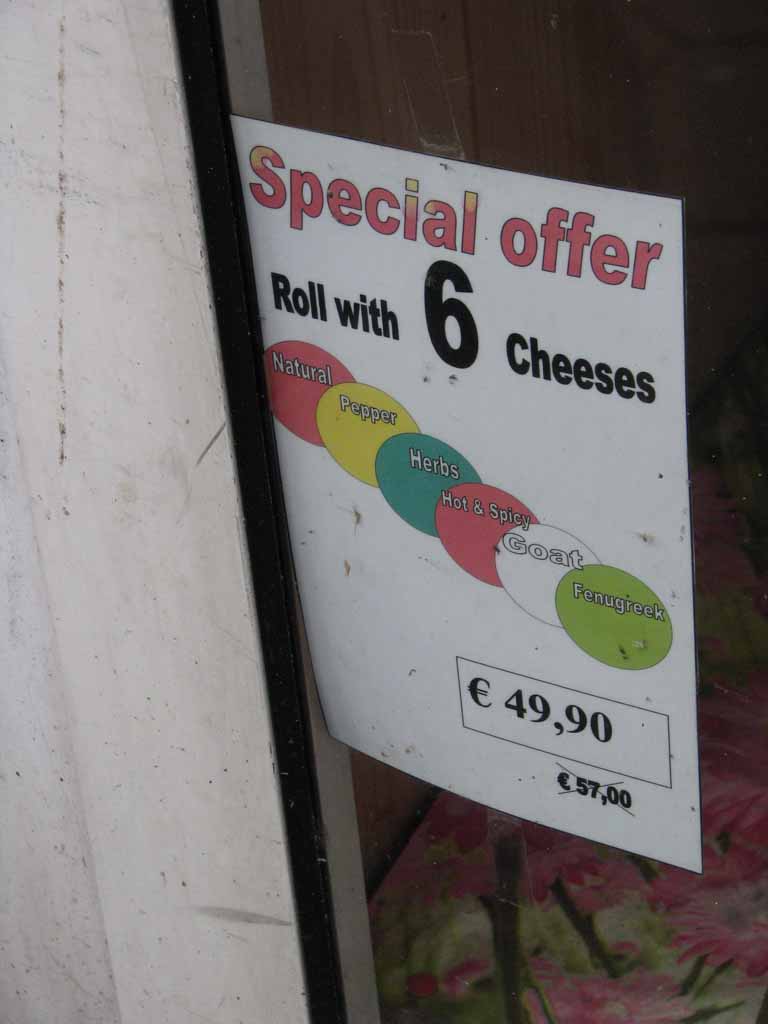 Special offer
Roll with 6 Cheeses
Natural
Pepper
Herbs
Hot & Spicy
Goat
Fenugreek
€ 49,90
€ 57,00